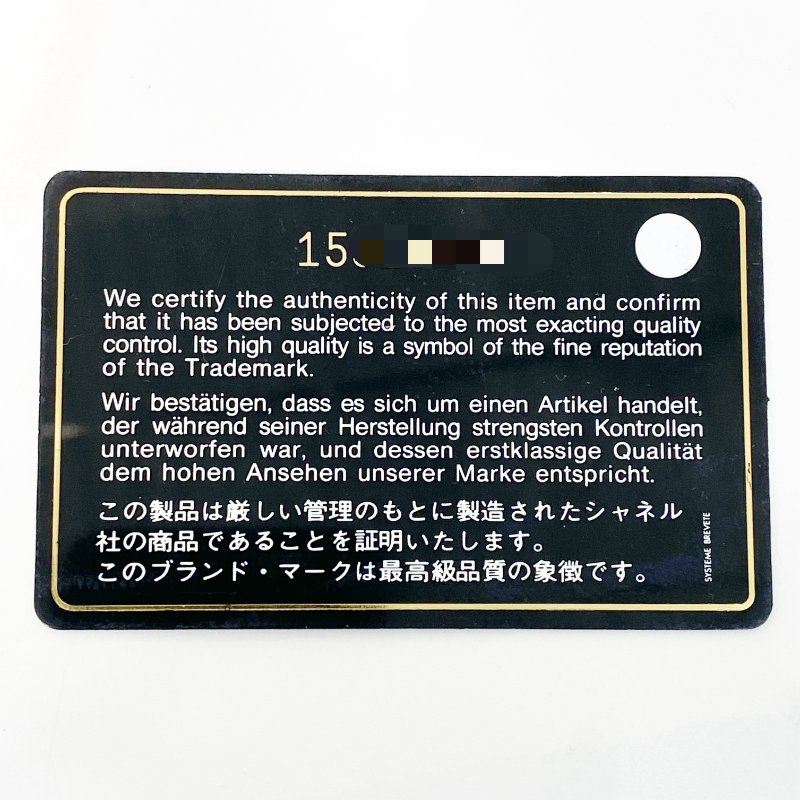 15
We certify the authenticity of this item and confirm
that it has been subjected to the most exacting quality
control. Its high quality is a symbol of the fine reputation
of the Trademark.
Wir bestätigen, dass es sich um einen Artikel handelt,
der während seiner Herstellung strengsten Kontrollen
unterworfen war, und dessen erstklassige Qualität
dem hohen Ansehen unserer Marke entspricht.
この製品は厳しい管理のもとに製造されたシャネル
社の商品であることを証明いたします。
このブランド・マークは最高級品質の象徴です。
SYSTEME BREVETE